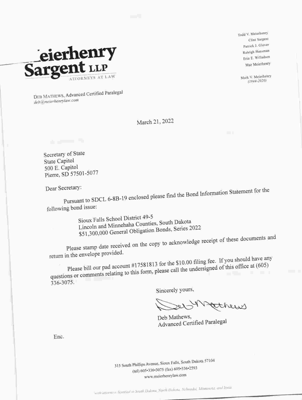 eierhenry
Sargent LLP
ATTORNEYS AT LAW
Todd V. Meierhenry
Clint Sargent
Patrick J. Glover
Raleigh Hansman
Erin E. Willadsen
Max Meierhenry
Mark V. Meierhenry
(1944-2020)
DEB MATHEWS, Advanced Certified Paralegal
deb@meierhenrylaw.com
March 21, 2022
Secretary of State
State Capitol
500 E. Capitol
Pierre, SD 57501-5077
Dear Secretary:
Pursuant to SDCL 6-8B-19 enclosed please find the Bond Information Statement for the
following bond issue:
Sioux Falls School District 49-5
Lincoln and Minnehaha Counties, South Dakota
$51,300,000 General Obligation Bonds, Series 2022
Please stamp date received on the copy to acknowledge receipt of these documents and
return in the envelope provided.
Please bill our pad account #17581813 for the $10.00 filing fee. If you should have any
questions or comments relating to this form, please call the undersigned of this office at (605)
336-3075.
Sincerely yours,
Deb Mathews
Deb Mathews,
Advanced Certified Paralegal
Enc.
315 South Phillips Avenue, Sioux Falls, South Dakota 57104
(tel) 605•336•3075 (fax) 605•336•2593
www.meierhenrylaw.com